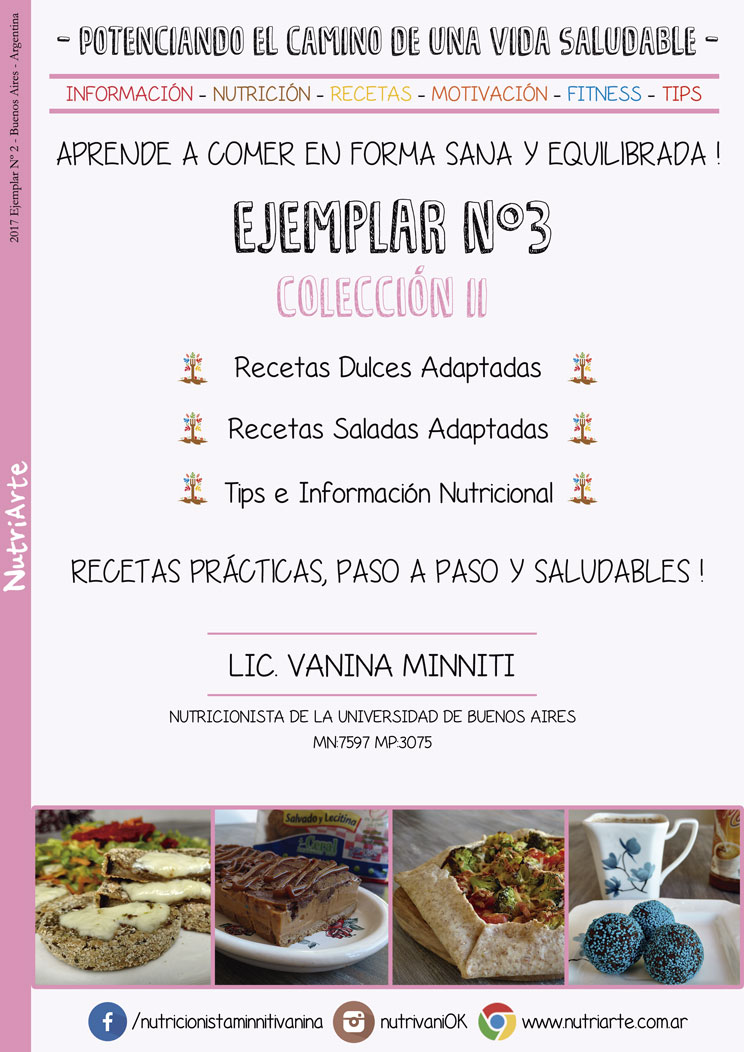 - POTENCIANDO EL CAMINO DE UNA VIDA SALUDABLE -
INFORMACIÓN - NUTRICIÓN - RECETAS - MOTIVACIÓN - FITNESS - TIPS
APRENDE A COMER EN FORMA SANA Y EQUILIBRADA !
EJEMPLAR Nº3
COLECCIÓN II
Recetas Dulces Adaptadas
Recetas Saladas Adaptadas
Tips e Información Nutricional
RECETAS PRÁCTICAS, PASO A PASO Y SALUDABLES !
LIC. VANINA MINNITI
NUTRICIONISTA DE LA UNIVERSIDAD DE BUENOS AIRES
MN:7597 MP:3075
2017 Ejemplar Nº 2 - Buenos Aires - Argentina
NutriArte
Salvado y Lecitina
/nutricionistaminnitivanina nutrivaniOK www.nutriarte.com.ar